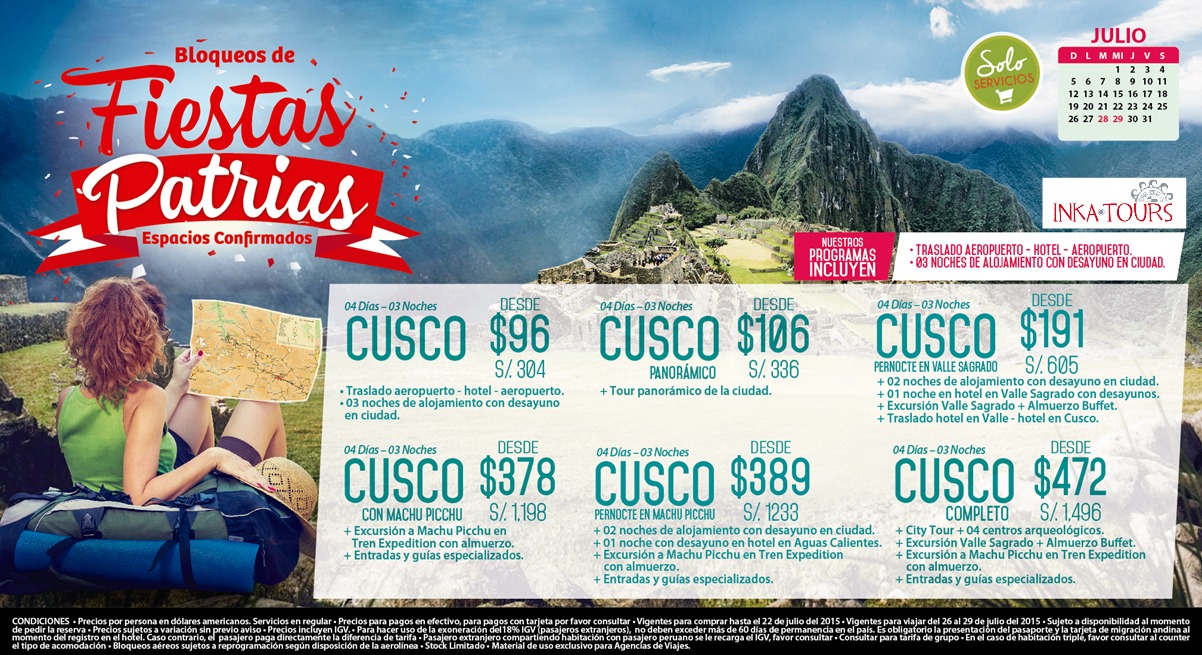 Bloqueos de
Fiestas
Patrias
Espacios Confirmados
Solo
SERVICIOS
JULIO
D L M MI J V S
1 2 3 4
5 6 7 8 9 10 11
12 13 14 15 16 17 18
19 20 21 22 23 24 25
26 27 28 29 30 31
INKA TOURS
NUESTROS
PROGRAMAS
INCLUYEN
• TRASLADO AEROPUERTO - HOTEL - AEROPUERTO.
• 03 NOCHES DE ALOJAMIENTO CON DESAYUNO EN CIUDAD.
04 Días – 03 Noches
CUSCO
DESDE
$96
S/. 304
• Traslado aeropuerto - hotel - aeropuerto.
• 03 noches de alojamiento con desayuno
en ciudad.
04 Días – 03 Noches
CUSCO
PANORÁMICO
DESDE
$106
S/. 336
+ Tour panorámico de la ciudad.
04 Días – 03 Noches
CUSCO
PERNOCTE EN VALLE SAGRADO
DESDE
$191
S/. 605
+ 02 noches de alojamiento con desayuno en ciudad.
+ 01 noche en hotel en Valle Sagrado con desayunos.
+ Excursión Valle Sagrado + Almuerzo Buffet.
+ Traslado hotel en Valle - hotel en Cusco.
04 Días – 03 Noches
CUSCO
CON MACHU PICCHU
DESDE
$378
S/. 1,198
+ Excursión a Machu Picchu en
Tren Expedition con almuerzo.
+ Entradas y guías especializados.
04 Días – 03 Noches
CUSCO
PERNOCTE EN MACHU PICCHU
DESDE
$389
S/. 1233
+ 02 noches de alojamiento con desayuno en ciudad.
+ 01 noche con desayuno en hotel en Aguas Calientes.
+ Excursión a Machu Picchu en Tren Expedition
con almuerzo.
+ Entradas y guías especializados.
04 Días – 03 Noches
CUSCO
COMPLETO
DESDE
$472
S/. 1,496
+ City Tour + 04 centros arqueológicos.
+ Excursión Valle Sagrado + Almuerzo Buffet.
+ Excursión a Machu Picchu en Tren Expedition
con almuerzo.
+ Entradas y guías especializados.
CONDICIONES • Precios por persona en dólares americanos. Servicios en regular • Precios para pagos en efectivo, para pagos con tarjeta por favor consultar • Vigentes para comprar hasta el 22 de julio del 2015 • Vigentes para viajar del 26 al 29 de julio del 2015 • Sujeto a disponibilidad al momento
de pedir la reserva • Precios sujetos a variación sin previo aviso • Precios incluyen IGV. • Para hacer uso de la exoneración del18% IGV (pasajeros extranjeros), no deben exceder más de 60 días de permanencia en el país. Es obligatorio la presentación del pasaporte y la tarjeta de migración andina al
momento del registro en el hotel. Caso contrario, el pasajero paga directamente la diferencia de tarifa • Pasajero extranjero compartiendo habitación con pasajero peruano se le recarga el IGV, favor consultar • Consultar para tarifa de grupo • En el caso de habitación triple, favor consultar al counter
el tipo de acomodación • Bloqueos aéreos sujetos a reprogramación según disposición de la aerolínea • Stock Limitado • Material de uso exclusivo para Agencias de Viajes.